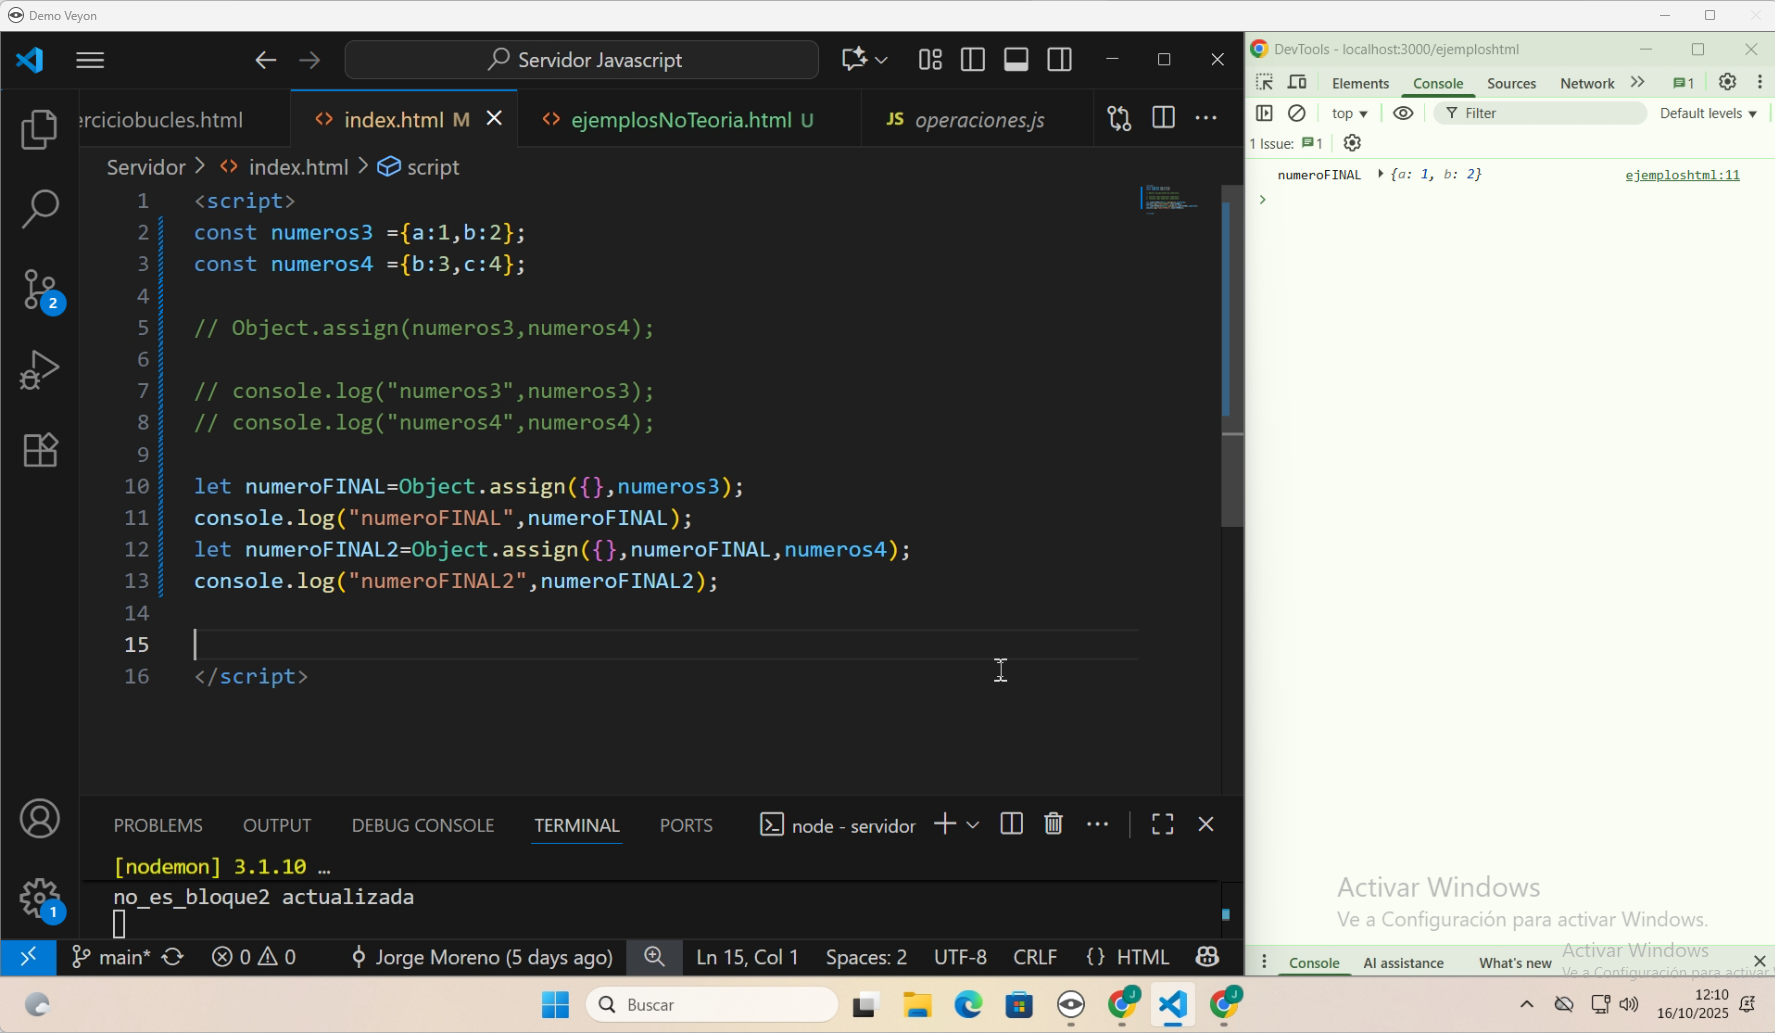 Demo Veyon
Servidor Javascript
erciciobucles.html
<> index.html M
<> ejemplosNoTeoria.html U
JS operaciones.js
Servidor > <> index.html > script
1 <script>
2 const numeros3 ={a:1,b:2};
3 const numeros4 ={b:3,c:4};
4
5 // Object.assign(numeros3,numeros4);
6
7 // console.log("numeros3",numeros3);
8 // console.log("numeros4",numeros4);
9
10 let numeroFINAL=Object.assign({},numeros3);
11 console.log("numeroFINAL",numeroFINAL);
12 let numeroFINAL2=Object.assign({},numeroFINAL,numeros4);
13 console.log("numeroFINAL2",numeroFINAL2);
14
15
16 </script>
PROBLEMS OUTPUT DEBUG CONSOLE TERMINAL PORTS node - servidor
[nodemon] 3.1.10 …
no_es_bloque2 actualizada
2
1
main* 0 0 Jorge Moreno (5 days ago) Ln 15, Col 1 Spaces: 2 UTF-8 CRLF {} HTML
DevTools - localhost:3000/ejemploshtml
Elements Console Sources Network 1
top Filter Default levels
1 Issue: 1
numeroFINAL {a: 1, b: 2} ejemploshtml:11
Activar Windows
Ve a Configuración para activar Windows.
Activar Windows
Ve a Configuración para activar
Console AI assistance What's new
Buscar
J
J
12:10
16/10/2025